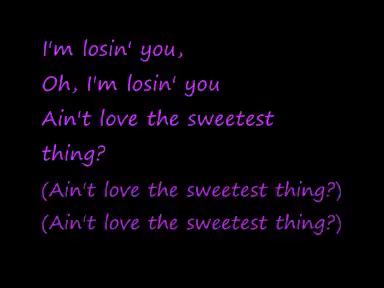 I'm losin' you,
Oh, I'm losin' you
Ain't love the sweetest
thing?
(Ain't love the sweetest thing?)
(Ain't love the sweetest thing?)